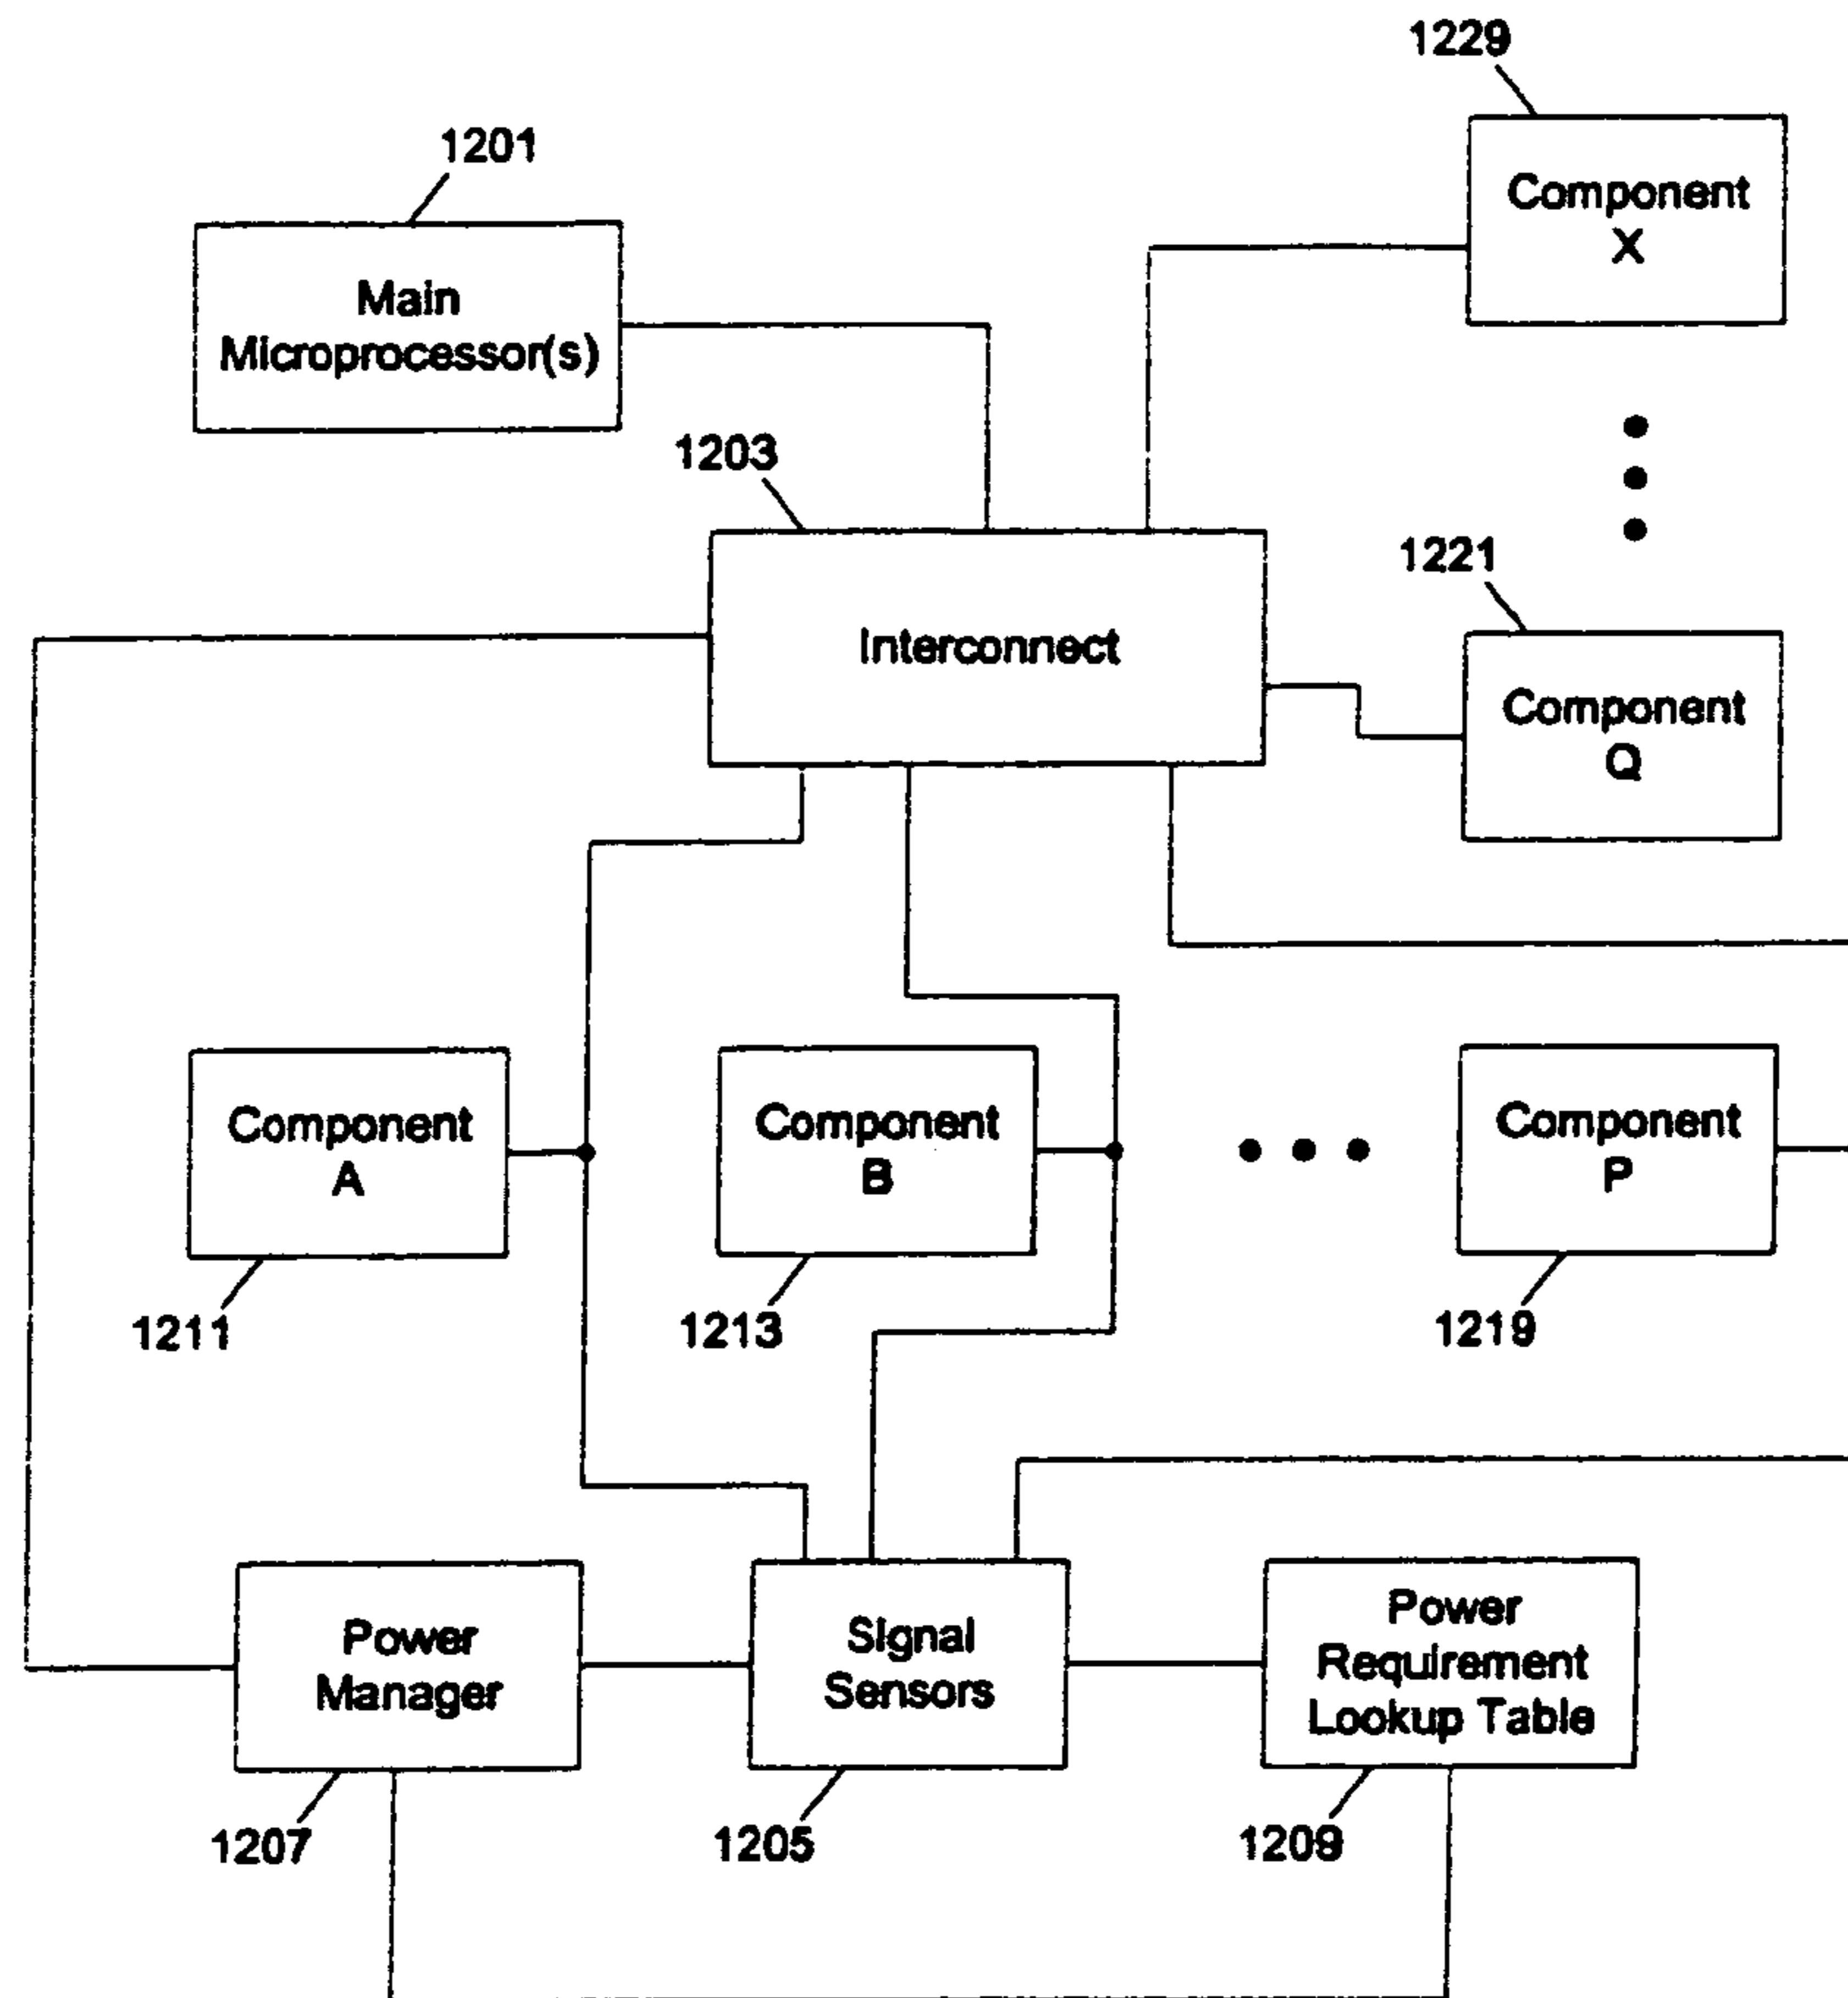 1229
Component
X
1201
Main
Microprocessor(s)
1203
Interconnect
1221
Component
Q
Component
A
1211
Component
B
1213
Component
P
1219
Power
Manager
1207
Signal
Sensors
1205
Power
Requirement
Lookup Table
1209